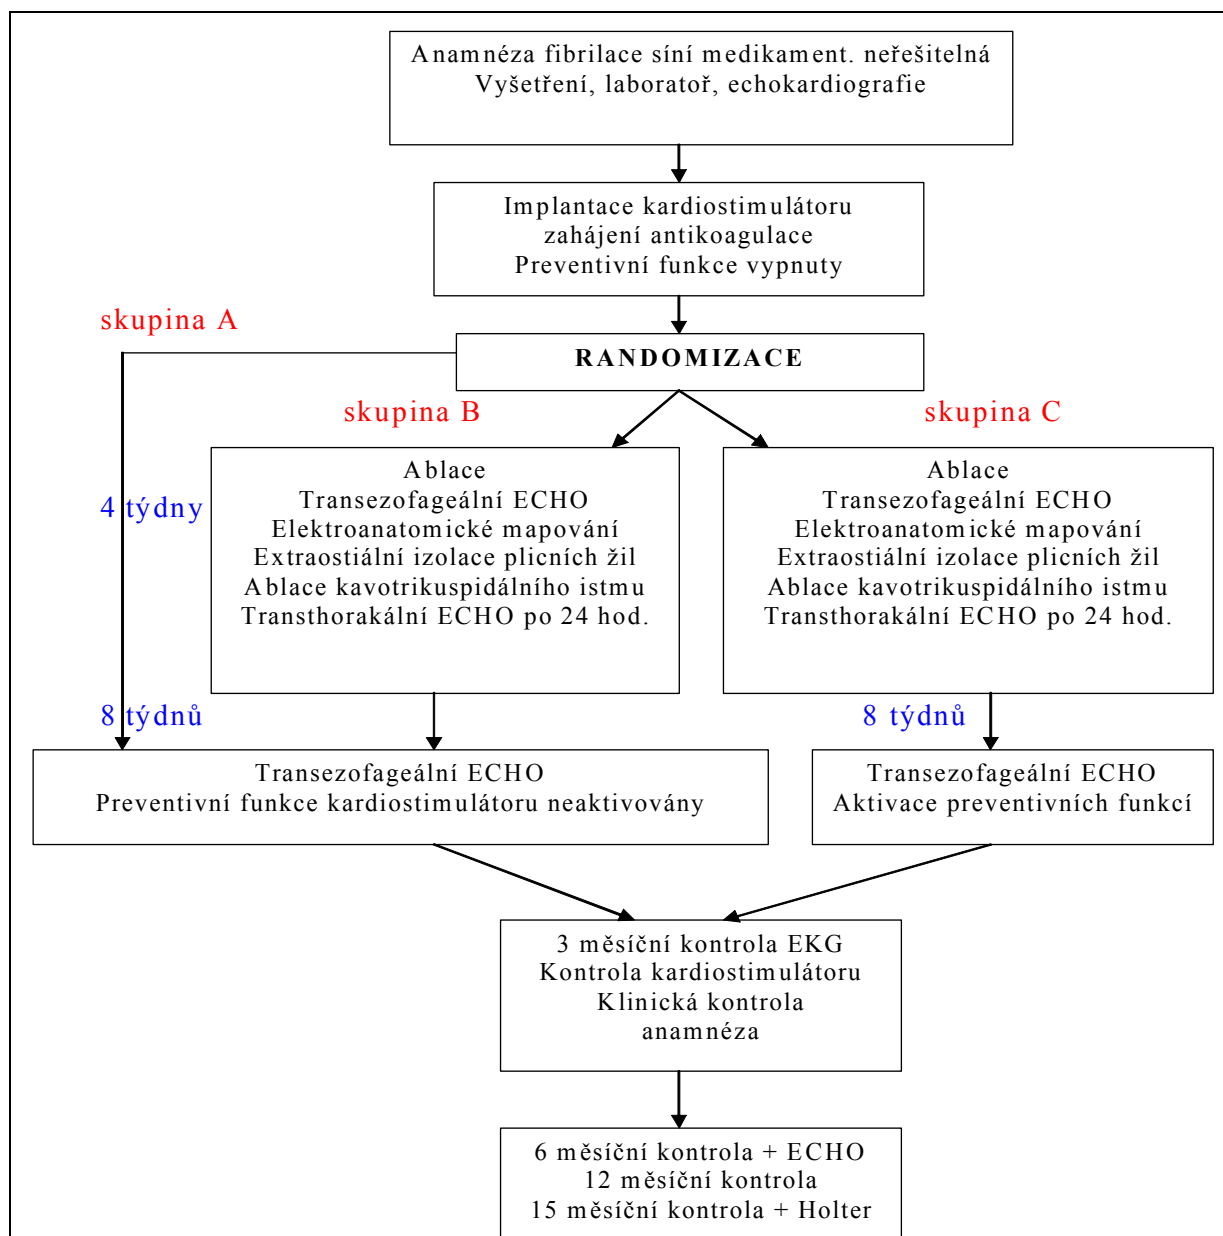 Anamnéza fibrilace síní medikament. neřešitelná
Vyšetření, laboratoř, echokardiografie
Implantace kardiostimulátoru
zahájení antikoagulace
Preventivní funkce vypnuty
skupina A
RANDOMIZACE
skupina B
skupina C
4 týdny
Ablace
Transezofageální ECHO
Elektroanatomické mapování
Extraostiální izolace plicních žil
Ablace kavotrikuspidálního istmu
Transthorakální ECHO po 24 hod.
Ablace
Transezofageální ECHO
Elektroanatomické mapování
Extraostiální izolace plicních žil
Ablace kavotrikuspidálního istmu
Transthorakální ECHO po 24 hod.
8 týdnů
8 týdnů
Transezofageální ECHO
Preventivní funkce kardiostimulátoru neaktivovány
Transezofageální ECHO
Aktivace preventivních funkcí
3 měsíční kontrola EKG
Kontrola kardiostimulátoru
Klinická kontrola
anamnéza
6 měsíční kontrola + ECHO
12 měsíční kontrola
15 měsíční kontrola + Holter